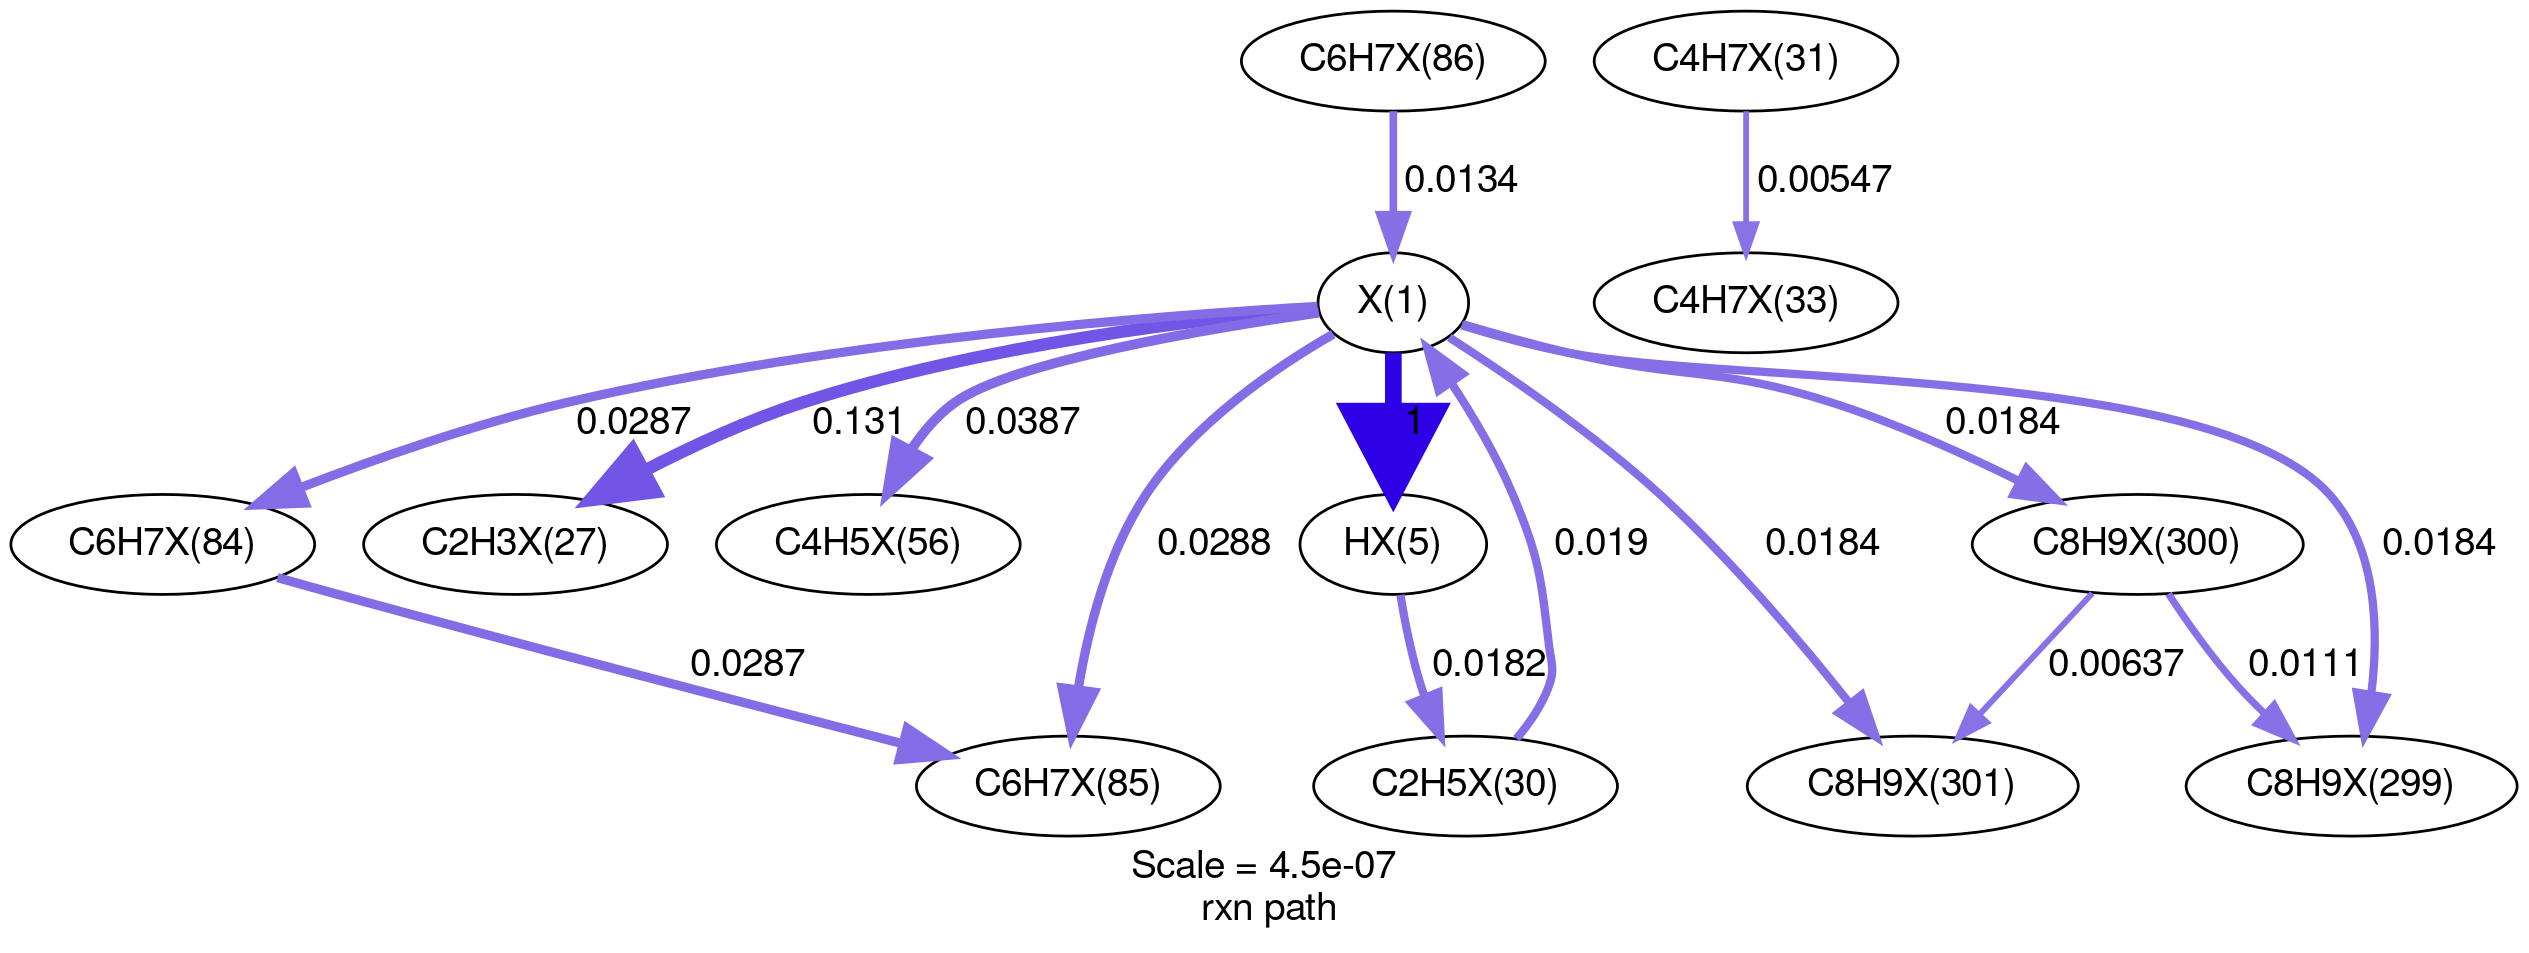 C6H7X(86)
C4H7X(31)
0.0134
0.00547
X(1)
C4H7X(33)
0.0287
0.131
0.0387
1
0.0184
C6H7X(84)
C2H3X(27)
C4H5X(56)
0.0288
HX(5)
0.019
0.0184
C8H9X(300)
0.0184
0.0287
0.0182
0.00637
0.0111
C6H7X(85)
C2H5X(30)
C8H9X(301)
C8H9X(299)
Scale = 4.5e-07
rxn path